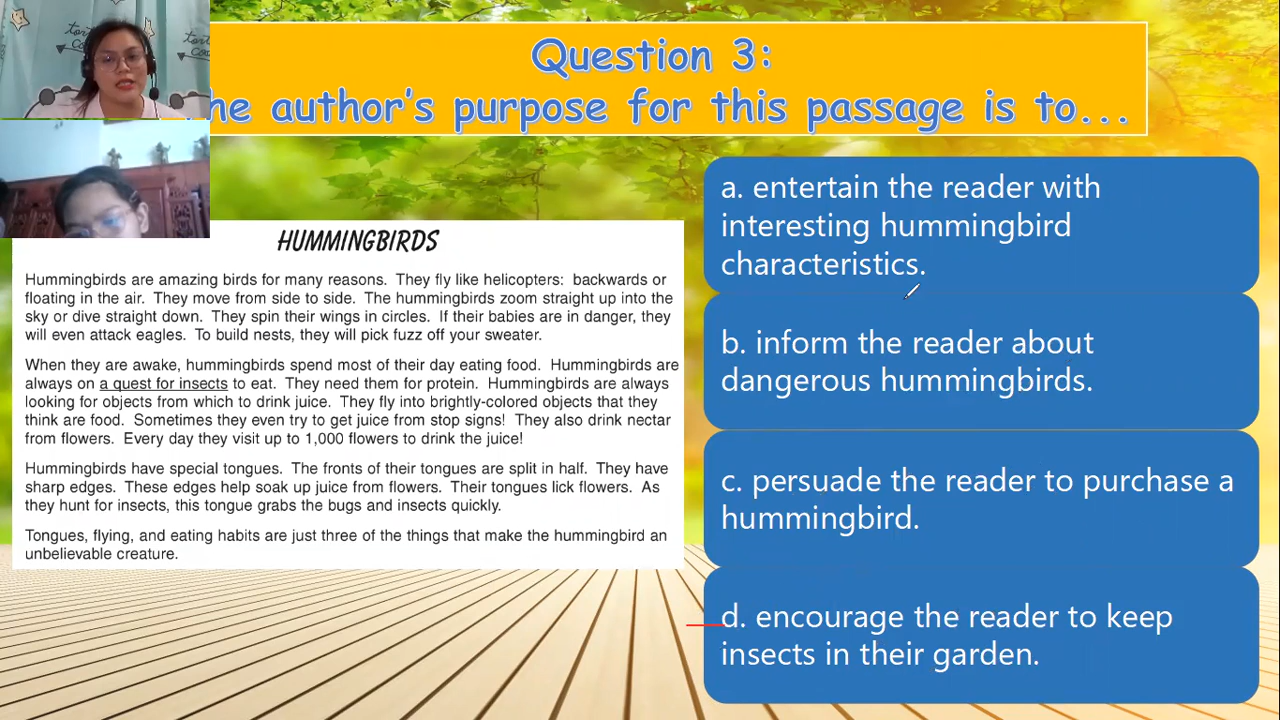 Question 3:
he author's purpose for this passage is to...
HUMMINGBIRDS
Hummingbirds are amazing birds for many reasons. They fly like helicopters: backwards or
floating in the air. They move from side to side. The hummingbirds zoom straight up into the
sky or dive straight down. They spin their wings in circles. If their babies are in danger, they
will even attack eagles. To build nests, they will pick fuzz off your sweater.
When they are awake, hummingbirds spend most of their day eating food. Hummingbirds are
always on a quest for insects to eat. They need them for protein. Hummingbirds are always
looking for objects from which to drink juice. They fly into brightly-colored objects that they
think are food. Sometimes they even try to get juice from stop signs! They also drink nectar
from flowers. Every day they visit up to 1,000 flowers to drink the juice!
Hummingbirds have special tongues. The fronts of their tongues are split in half. They have
sharp edges. These edges help soak up juice from flowers. Their tongues lick flowers. As
they hunt for insects, this tongue grabs the bugs and insects quickly.
Tongues, flying, and eating habits are just three of the things that make the hummingbird an
unbelievable creature.
a. entertain the reader with
interesting hummingbird
characteristics.
b. inform the reader about
dangerous hummingbirds.
c. persuade the reader to purchase a
hummingbird.
d. encourage the reader to keep
insects in their garden.